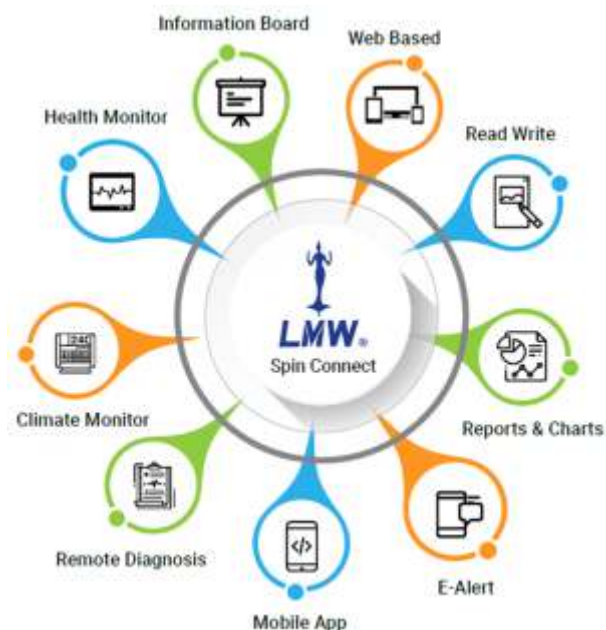 Information Board
Web Based
Health Monitor
Read Write
LMW®
Spin Connect
Climate Monitor
Reports & Charts
Remote Diagnosis
E-Alert
Mobile App